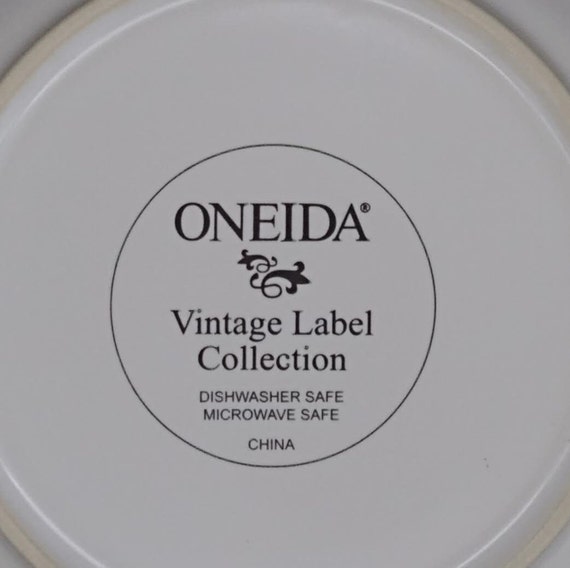 ONEIDA®
Vintage Label
Collection
DISHWASHER SAFE
MICROWAVE SAFE
CHINA